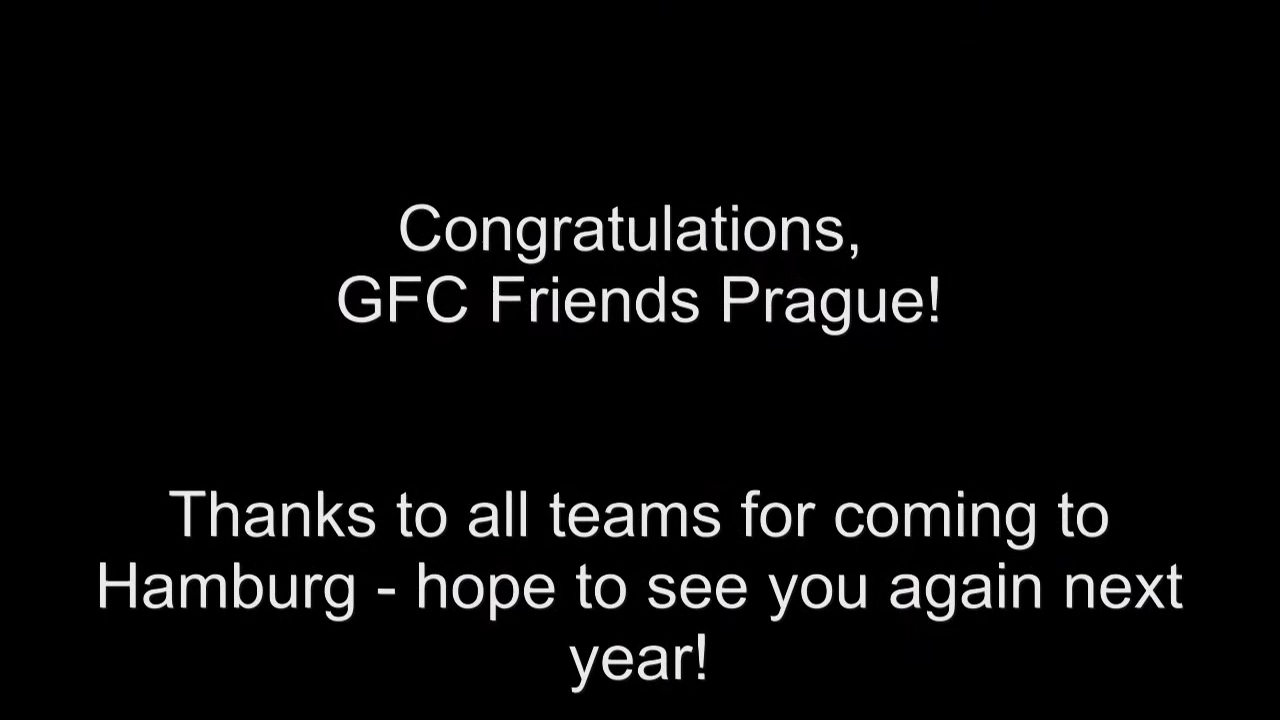 Congratulations,
GFC Friends Prague!
Thanks to all teams for coming to
Hamburg - hope to see you again next
year!